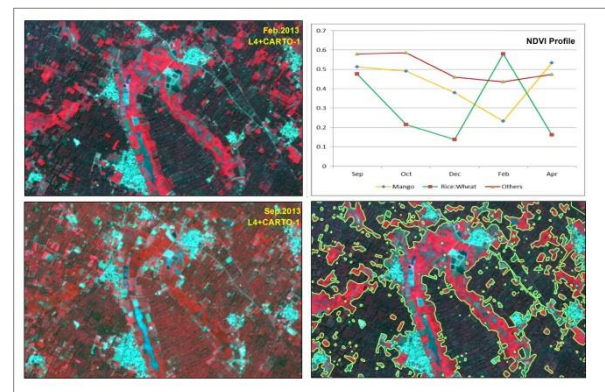 Feb.2013
L4+CARTO-1
NDVI Profile
0.7
0.6
0.5
0.4
0.3
0.2
0.1
0
Sep Oct Dec Feb Apr
Mango Rice:Wheat Others
Sep.2013
L4+CARTO-1